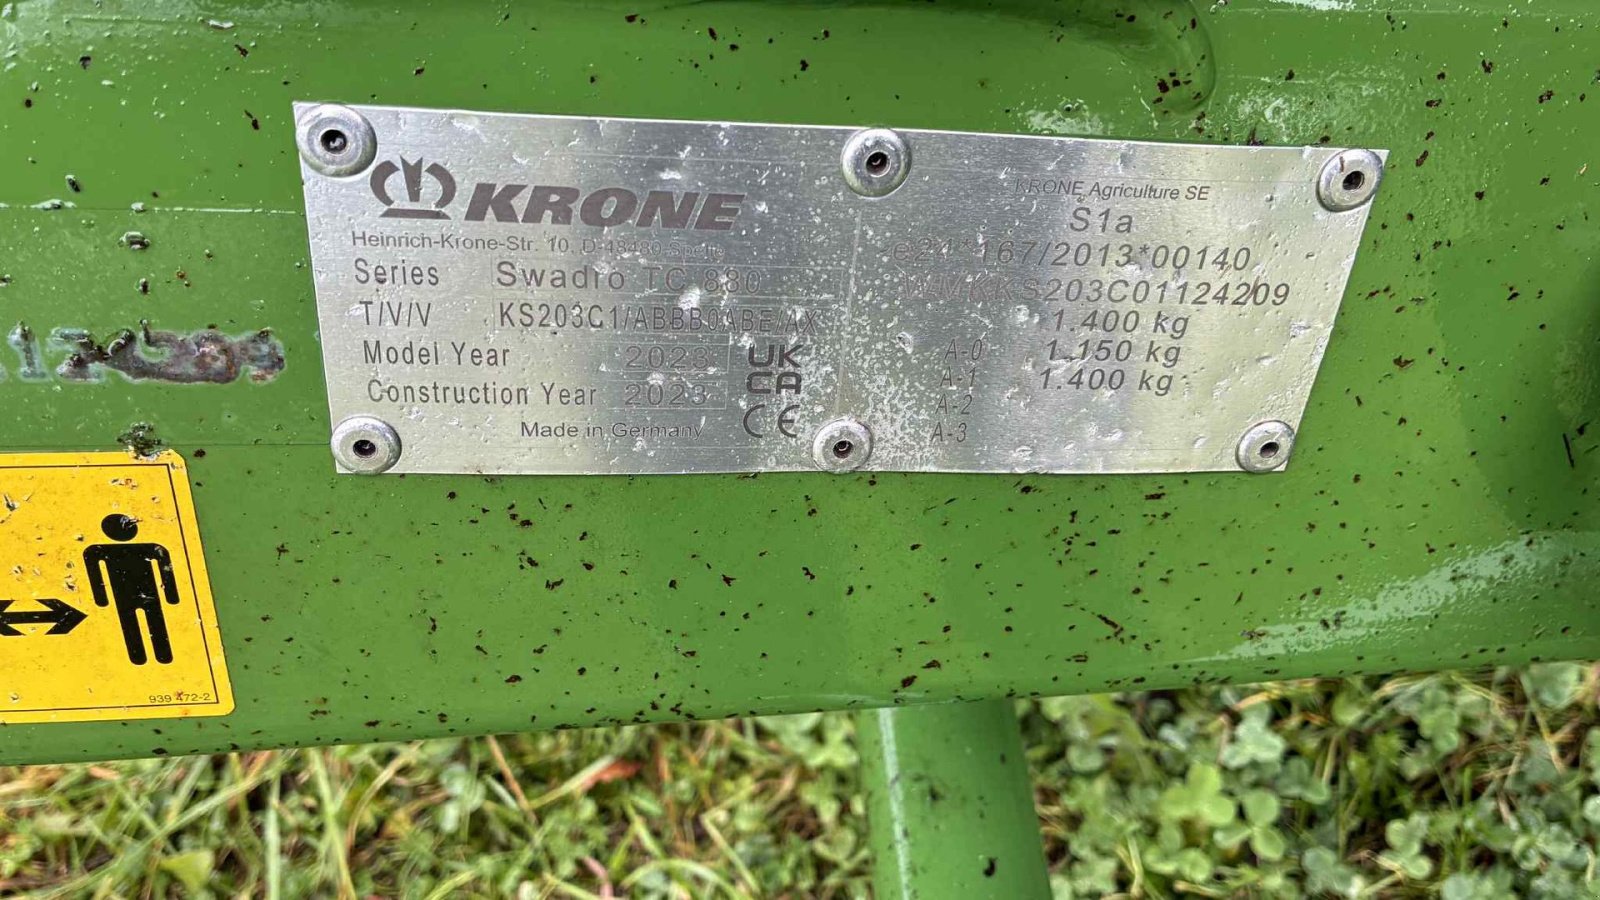 KRONE
Heinrich-Krone-Str. 10, D-48480 Spelle
Series Swadro TC 880
T/V/V KS203C1/ABBB0ABE/AX
Model Year 2023
Construction Year 2023
UK
CA
CE
Made in Germany
KRONE Agriculture SE
S1a
e24*167/2013*00140
WMKKS203C01124209
1.400 kg
A-0 1.150 kg
A-1 1.400 kg
A-2
A-3
939 472-2